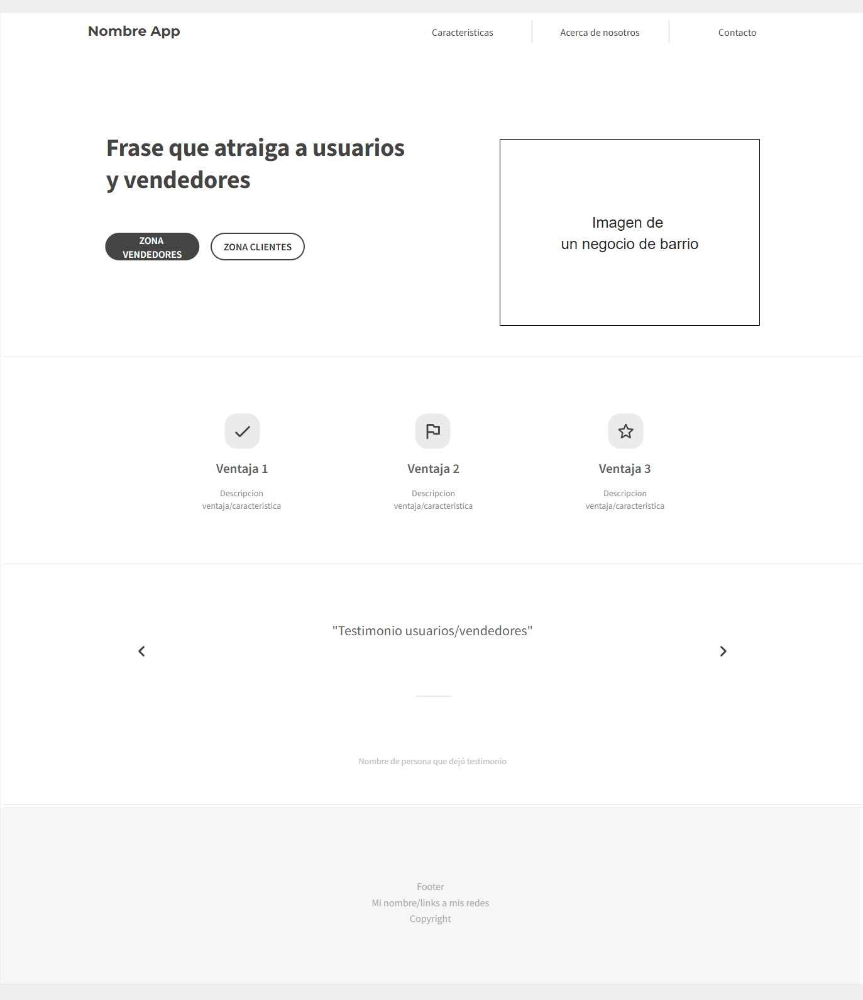 Nombre App
Caracteristicas
Acerca de nosotros
Contacto
Frase que atraiga a usuarios
y vendedores
ZONA
VENDEDORES
ZONA CLIENTES
Imagen de
un negocio de barrio
Ventaja 1
Descripcion
ventaja/caracteristica
Ventaja 2
Descripcion
ventaja/caracteristica
Ventaja 3
Descripcion
ventaja/caracteristica
"Testimonio usuarios/vendedores"
Nombre de persona que dejó testimonio
Footer
Mi nombre/links a mis redes
Copyright